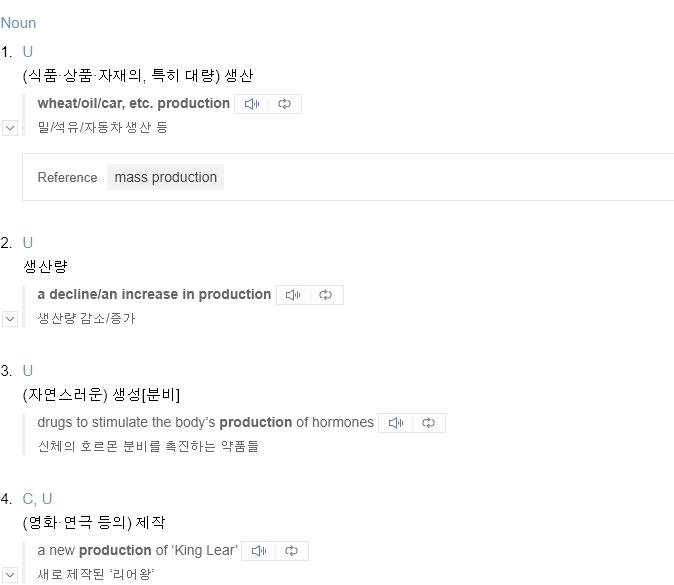 Noun
1. U
(식품·상품·자재의, 특히 대량) 생산
wheat/oil/car, etc. production
밀/석유/자동차 생산 등
Reference mass production
2. U
생산량
a decline/an increase in production
생산량 감소/증가
3. U
(자연스러운) 생성[분비]
drugs to stimulate the body’s production of hormones
신체의 호르몬 분비를 촉진하는 약품들
4. C, U
(영화·연극 등의) 제작
a new production of ‘King Lear’
새로 제작된 ‘리어왕’